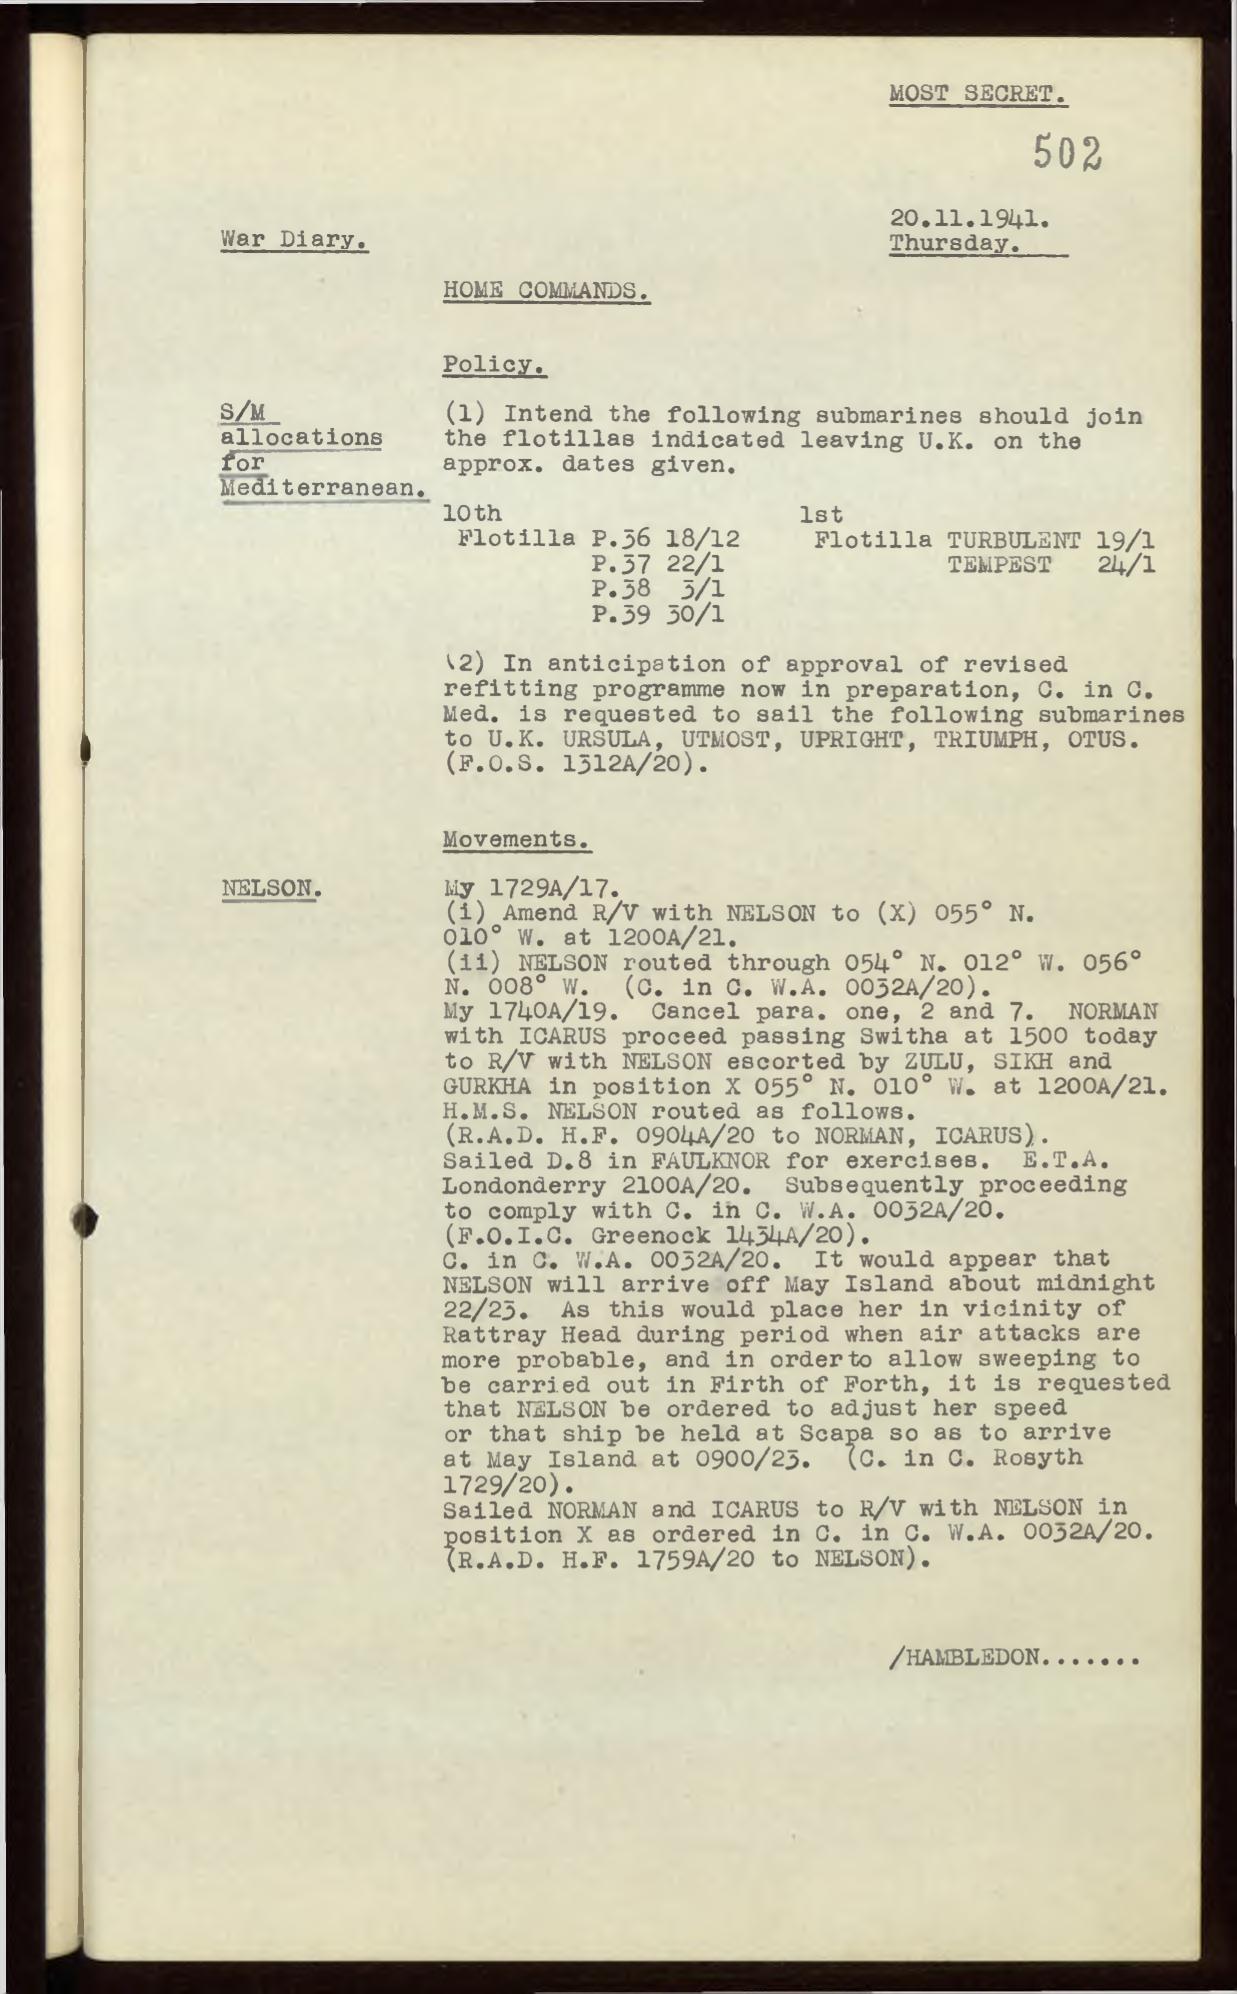 MOST SECRET.
502
20.11.1941.
War Diary.
Thursday.
HOME COMMANDS.
Policy.
S/M
allocations
for
Mediterranean.
(1) Intend the following submarines should join
the flotillas indicated leaving U.K. on the
approx. dates given.
10th 1st
Flotilla P.36 18/12 Flotilla TURBULENT 19/1
P.37 22/1 TEMPEST 24/1
P.38 3/1
P.39 30/1
(2) In anticipation of approval of revised
refitting programme now in preparation, C. in C.
Med. is requested to sail the following submarines
to U.K. URSULA, UTMOST, UPRIGHT, TRIUMPH, OTUS.
(F.O.S. 1312A/20).
Movements.
NELSON.
My 1729A/17.
(i) Amend R/V with NELSON to (X) 055° N.
010° W. at 1200A/21.
(ii) NELSON routed through 054° N. 012° W. 056°
N. 008° W. (C. in C. W.A. 0032A/20).
My 1740A/19. Cancel para. one, 2 and 7. NORMAN
with ICARUS proceed passing Switha at 1500 today
to R/V with NELSON escorted by ZULU, SIKH and
GURKHA in position X 055° N. 010° W. at 1200A/21.
H.M.S. NELSON routed as follows.
(R.A.D. H.F. 0904A/20 to NORMAN, ICARUS).
Sailed D.8 in FAULKNOR for exercises. E.T.A.
Londonderry 2100A/20. Subsequently proceeding
to comply with C. in C. W.A. 0032A/20.
(F.O.I.C. Greenock 1434A/20).
C. in C. W.A. 0032A/20. It would appear that
NELSON will arrive off May Island about midnight
22/23. As this would place her in vicinity of
Rattray Head during period when air attacks are
more probable, and in orderto allow sweeping to
be carried out in Firth of Forth, it is requested
that NELSON be ordered to adjust her speed
or that ship be held at Scapa so as to arrive
at May Island at 0900/23. (C. in C. Rosyth
1729/20).
Sailed NORMAN and ICARUS to R/V with NELSON in
position X as ordered in C. in C. W.A. 0032A/20.
(R.A.D. H.F. 1759A/20 to NELSON).
/HAMBLEDON.......